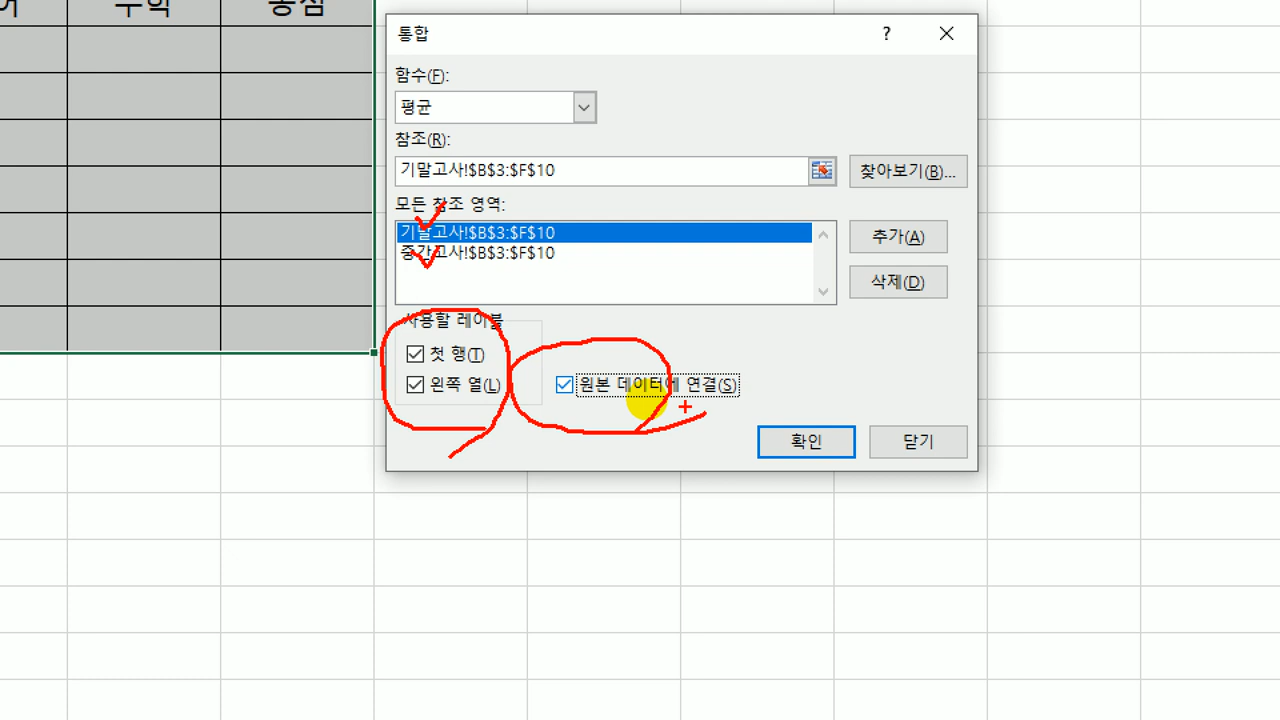 수학 총점
통합 ?
함수(F):
평균
참조(R):
기말고사!$B$3:$F$10 찾아보기(B)...
모든 참조 영역:
기말고사!$B$3:$F$10 추가(A)
중간고사!$B$3:$F$10
삭제(D)
사용할 레이블
첫 행(T)
왼쪽 열(L) 원본 데이터에 연결(S)
확인 닫기